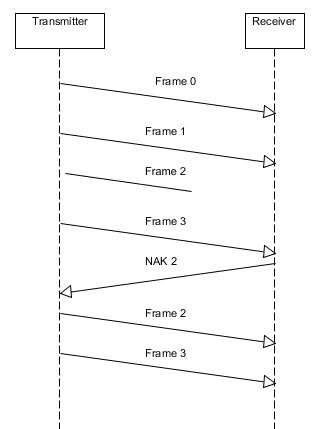 Transmitter
Receiver
Frame 0
Frame 1
Frame 2
Frame 3
NAK 2
Frame 2
Frame 3